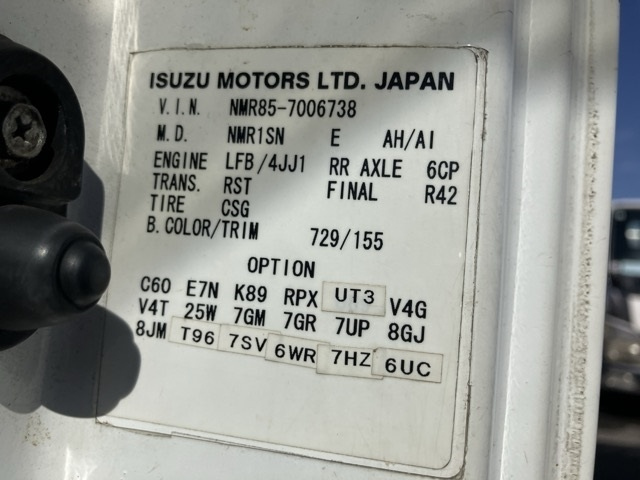 ISUZU MOTORS LTD. JAPAN
V.I.N. NMR85-7006738
M.D. NMR1SN E AH/AI
ENGINE LFB/4JJ1 RR AXLE 6CP
TRANS. RST FINAL R42
TIRE CSG
B.COLOR/TRIM 729/155
OPTION
C60 E7N K89 RPX UT3 V4G
V4T 25W 7GM 7GR 7UP 8GJ
8JM T96 7SV 6WR 7HZ 6UC